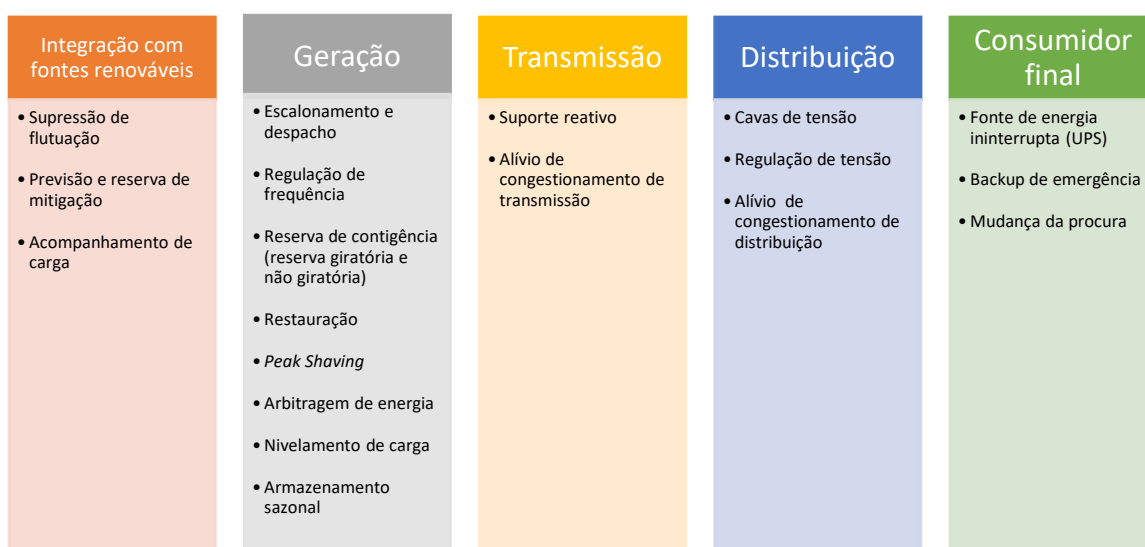 Integração com
fontes renováveis
• Supressão de
flutuação
• Previsão e reserva de
mitigação
• Acompanhamento de
carga
Geração
• Escalonamento e
despacho
• Regulação de
frequência
• Reserva de contigência
(reserva giratória e
não giratória)
• Restauração
• Peak Shaving
• Arbitragem de energia
• Nivelamento de carga
• Armazenamento
sazonal
Transmissão
• Suporte reativo
• Alívio de
congestionamento de
transmissão
Distribuição
• Cavas de tensão
• Regulação de tensão
• Alívio de
congestionamento de
distribuição
Consumidor
final
• Fonte de energia
ininterrupta (UPS)
• Backup de emergência
• Mudança da procura